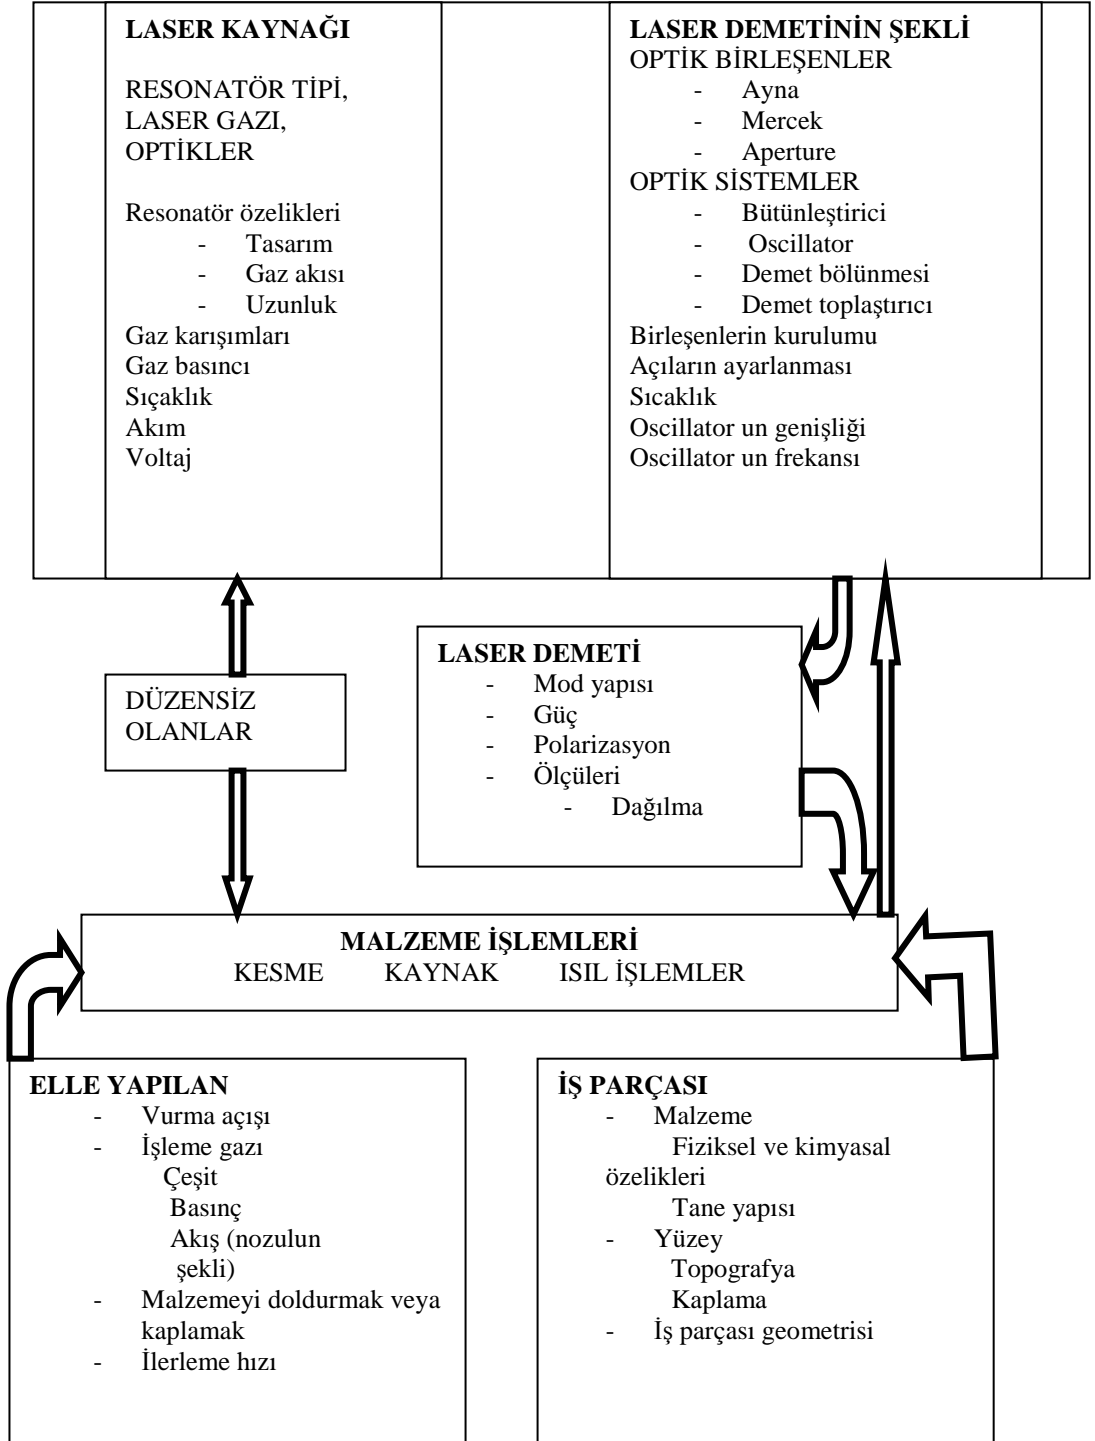 LASER KAYNAĞI
RESONATÖR TİPİ,
LASER GAZI,
OPTİKLER
Resonatör özelikleri
- Tasarım
- Gaz akısı
- Uzunluk
Gaz karışımları
Gaz basıncı
Sıçaklık
Akım
Voltaj
LASER DEMETİNİN ŞEKLİ
OPTİK BİRLEŞENLER
- Ayna
- Mercek
- Aperture
OPTİK SİSTEMLER
- Bütünleştirici
- Oscillator
- Demet bölünmesi
- Demet toplaştırıcı
Birleşenlerin kurulumu
Açıların ayarlanması
Sıcaklık
Oscillator un genişliği
Oscillator un frekansı
DÜZENSİZ
OLANLAR
LASER DEMETİ
- Mod yapısı
- Güç
- Polarizasyon
- Ölçüleri
- Dağılma
MALZEME İŞLEMLERİ
KESME KAYNAK ISIL İŞLEMLER
ELLE YAPILAN
- Vurma açışı
- İşleme gazı
Çeşit
Basınç
Akış (nozulun
şekli)
- Malzemeyi doldurmak veya
kaplamak
- İlerleme hızı
İŞ PARÇASI
- Malzeme
Fiziksel ve kimyasal
özelikleri
Tane yapısı
- Yüzey
Topografya
Kaplama
- İş parçası geometrisi